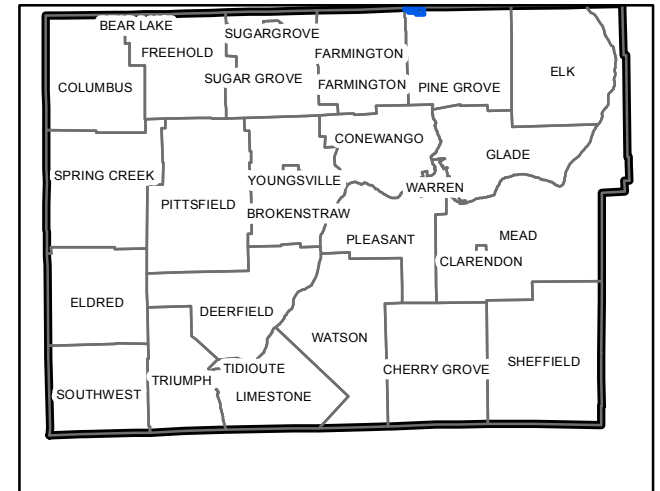 BEAR LAKE
SUGARGROVE
FREEHOLD
FARMINGTON
ELK
SUGAR GROVE
FARMINGTON
COLUMBUS
PINE GROVE
CONEWANGO
GLADE
SPRING CREEK
YOUNGSVILLE
WARREN
PITTSFIELD
BROKENSTRAW
MEAD
PLEASANT
CLARENDON
ELDRED
DEERFIELD
WATSON
SHEFFIELD
TIDIOUTE
CHERRY GROVE
TRIUMPH
SOUTHWEST
LIMESTONE